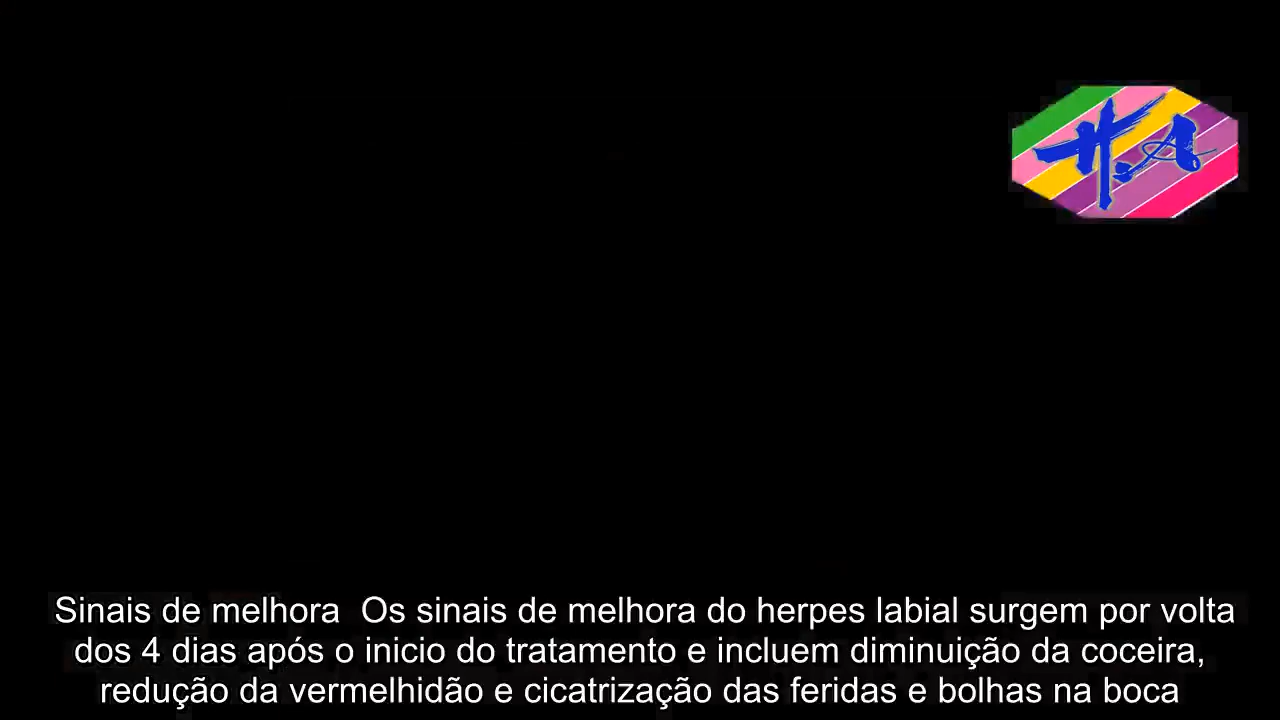 H.A
Sinais de melhora  Os sinais de melhora do herpes labial surgem por volta
dos 4 dias após o inicio do tratamento e incluem diminuição da coceira,
redução da vermelhidão e cicatrização das feridas e bolhas na boca